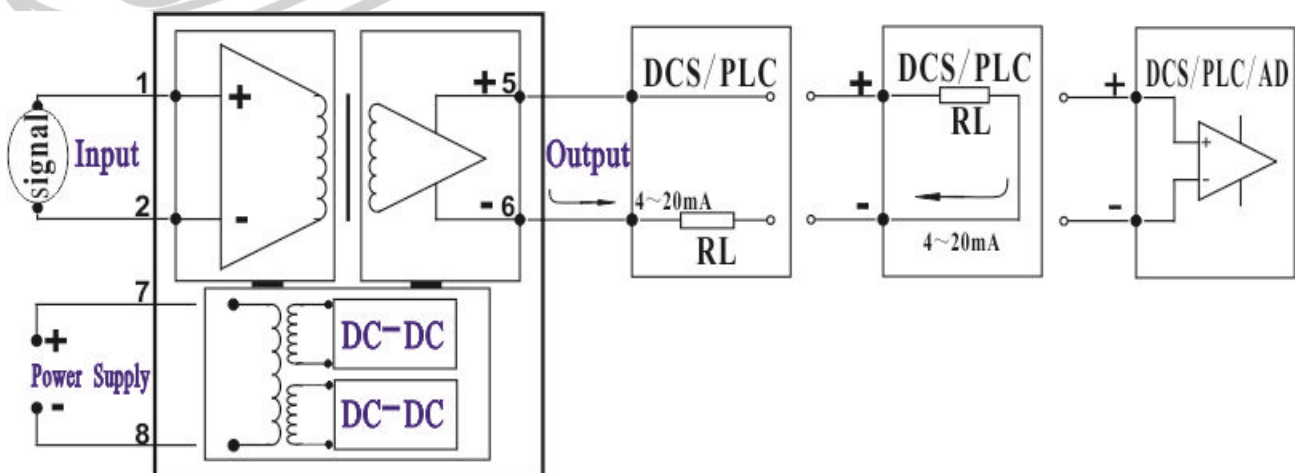 1
+
signal
Input
2
-
+
5
-
6
Output
DCS/PLC
4~20mA
RL
+
-
DCS/PLC
RL
4~20mA
+
-
DCS/PLC/AD
+
-
7
+
Power Supply
-
8
DC-DC
DC-DC